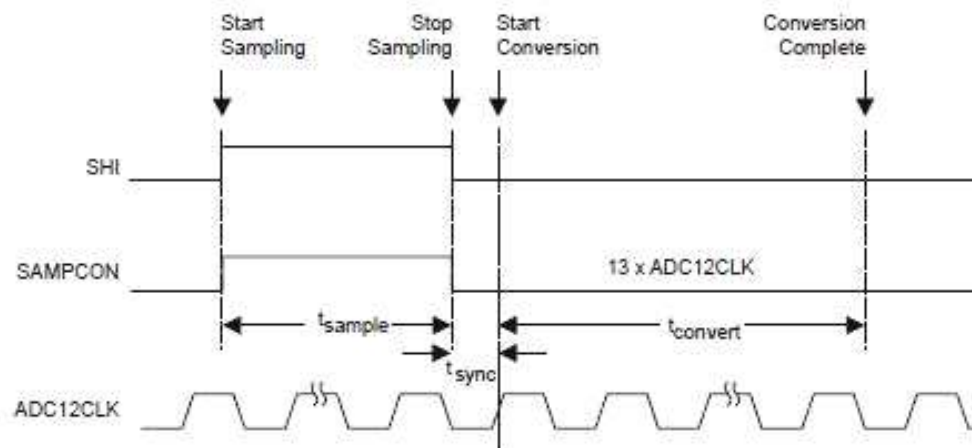 Start
Sampling
Stop
Sampling
Start
Conversion
Conversion
Complete
SHI
SAMPCON
13 x ADC12CLK
tsample
tconvert
tsync
ADC12CLK